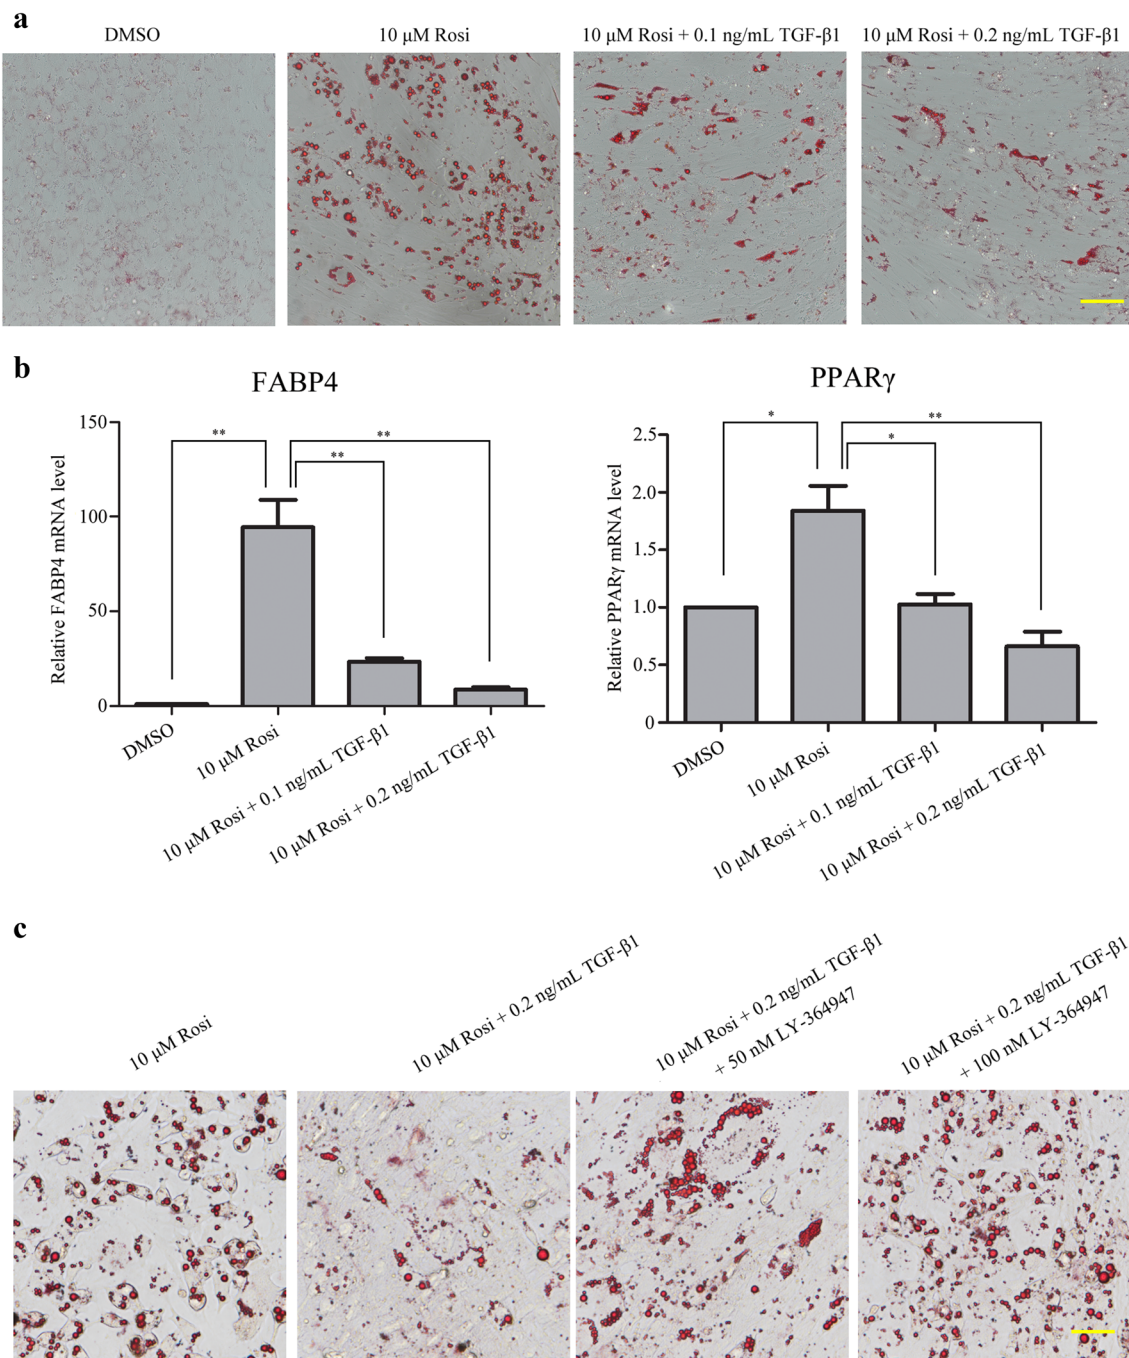 a
DMSO
10 μM Rosi
10 μM Rosi + 0.1 ng/mL TGF-β1
10 μM Rosi + 0.2 ng/mL TGF-β1
b
FABP4
Relative FABP4 mRNA level
150
100
50
0
**
**
**
DMSO
10 μM Rosi
10 μM Rosi + 0.1 ng/mL TGF-β1
10 μM Rosi + 0.2 ng/mL TGF-β1
PPARγ
Relative PPARγ mRNA level
2.5
2.0
1.5
1.0
0.5
0
*
**
*
DMSO
10 μM Rosi
10 μM Rosi + 0.1 ng/mL TGF-β1
10 μM Rosi + 0.2 ng/mL TGF-β1
c
10 μM Rosi
10 μM Rosi + 0.2 ng/mL TGF-β1
10 μM Rosi + 0.2 ng/mL TGF-β1
+ 50 nM LY-364947
10 μM Rosi + 0.2 ng/mL TGF-β1
+ 100 nM LY-364947